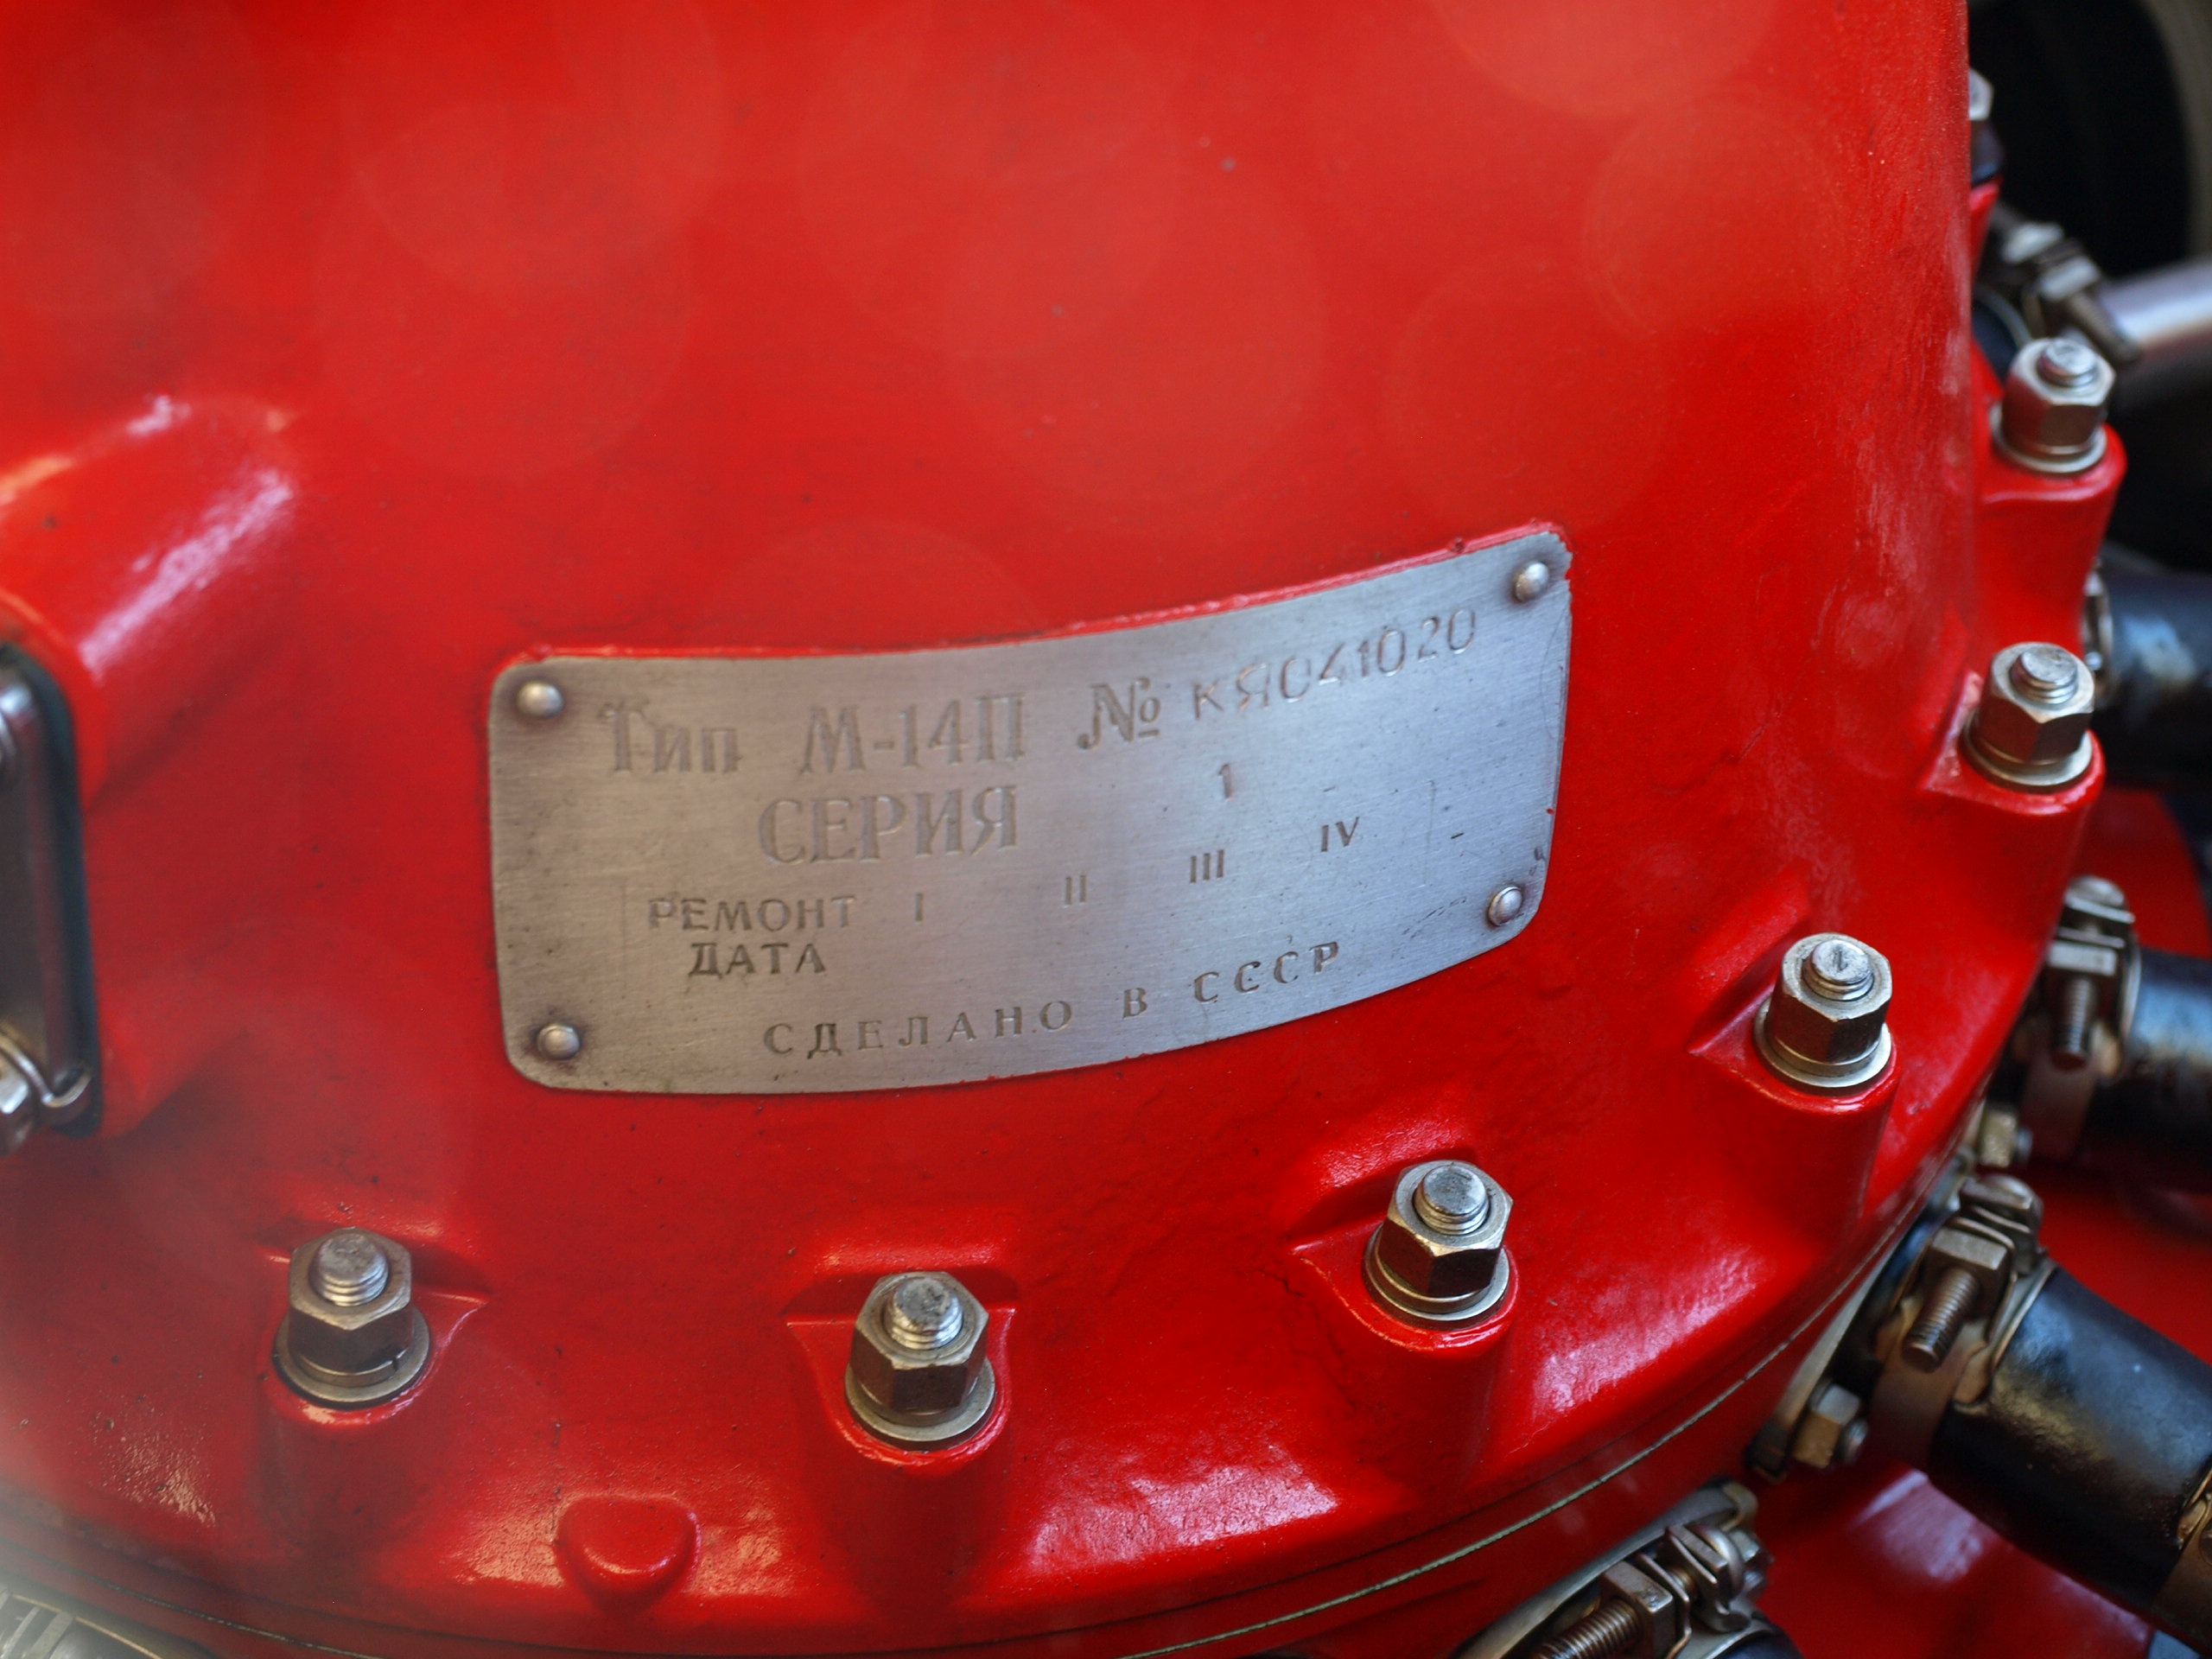 Тип М-14П № КЯ041020
СЕРИЯ 1
РЕМОНТ I II III IV
ДАТА
СДЕЛАНО В СССР